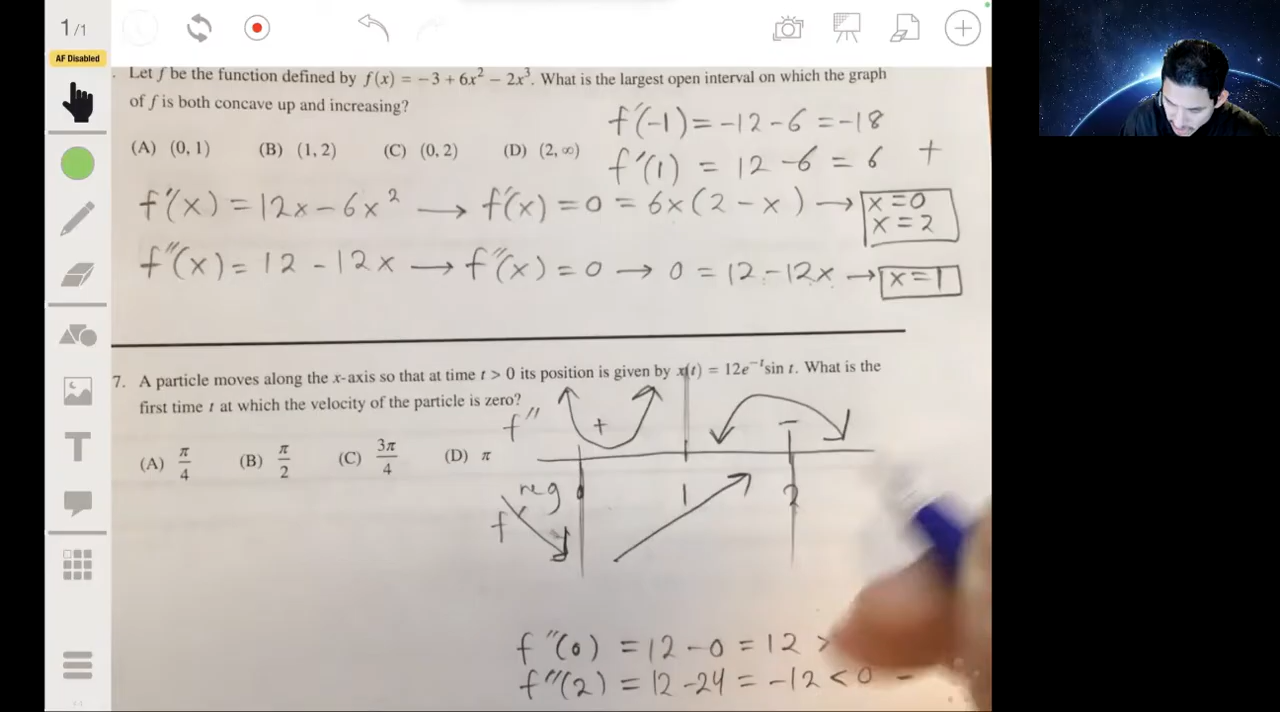 1/1
AF Disabled
. Let f be the function defined by f(x) = −3 + 6x² − 2x³. What is the largest open interval on which the graph
of f is both concave up and increasing?
f'(-1) = -12 - 6 = -18
(A) (0, 1) (B) (1, 2) (C) (0, 2) (D) (2, ∞)
f'(1) = 12 - 6 = 6 +
f'(x) = 12x - 6x² → f'(x) = 0 = 6x(2 - x) → x = 0
x = 2
f''(x) = 12 - 12x → f''(x) = 0 → 0 = 12 - 12x → x = 1
7. A particle moves along the x-axis so that at time t > 0 its position is given by x(t) = 12e⁻ᵗ sin t. What is the
first time t at which the velocity of the particle is zero?
f'' + −
(A) π/4 (B) π/2 (C) 3π/4 (D) π
neg 0 1 2
f'
f''(0) = 12 - 0 = 12 >
f''(2) = 12 - 24 = -12 < 0 -
T